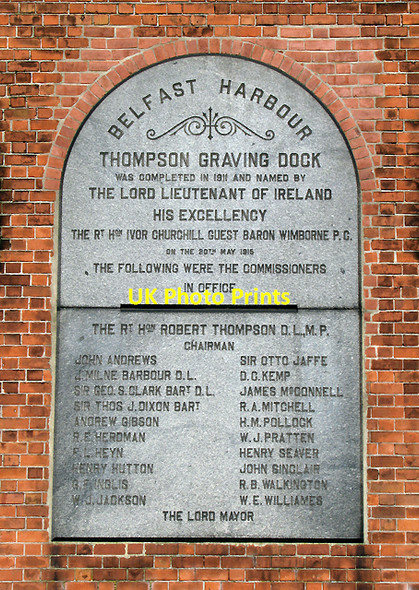 BELFAST HARBOUR
THOMPSON GRAVING DOCK
WAS COMPLETED IN 1911 AND NAMED BY
THE LORD LIEUTENANT OF IRELAND
HIS EXCELLENCY
THE RT HON IVOR CHURCHILL GUEST BARON WIMBORNE P.C.
ON THE 20TH MAY 1915
THE FOLLOWING WERE THE COMMISSIONERS
IN OFFICE
UK Photo Prints
THE RT HON ROBERT THOMPSON D.L., M.P.
CHAIRMAN
JOHN ANDREWS SIR OTTO JAFFE
J. MILNE BARBOUR D.L. D.C. KEMP
SIR GEO. S. CLARK BART D.L. JAMES McDONNELL
SIR THOS J. DIXON BART R.A. MITCHELL
ANDREW GIBSON H.M. POLLOCK
R.E. HERDMAN W.J. PRATTEN
F.L. HEYN HENRY SEAVER
HENRY HUTTON JOHN SINCLAIR
INGLIS R.B. WALKINGTON
W.J. JACKSON W.E. WILLIAMES
THE LORD MAYOR